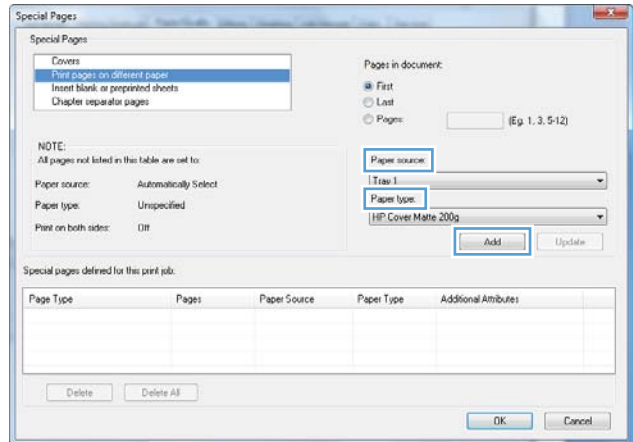 Special Pages
Special Pages
Covers
Print pages on different paper
Insert blank or preprinted sheets
Chapter separator pages
Pages in document:
First
Last
Pages:
(Eg. 1, 3, 5-12)
NOTE:
All pages not listed in this table are set to:
Paper source: Automatically Select
Paper type: Unspecified
Print on both sides: Off
Paper source:
Tray 1
Paper type:
HP Cover Matte 200g
Add Update
Special pages defined for this print job:
Page Type Pages Paper Source Paper Type Additional Attributes
Delete Delete All
OK Cancel